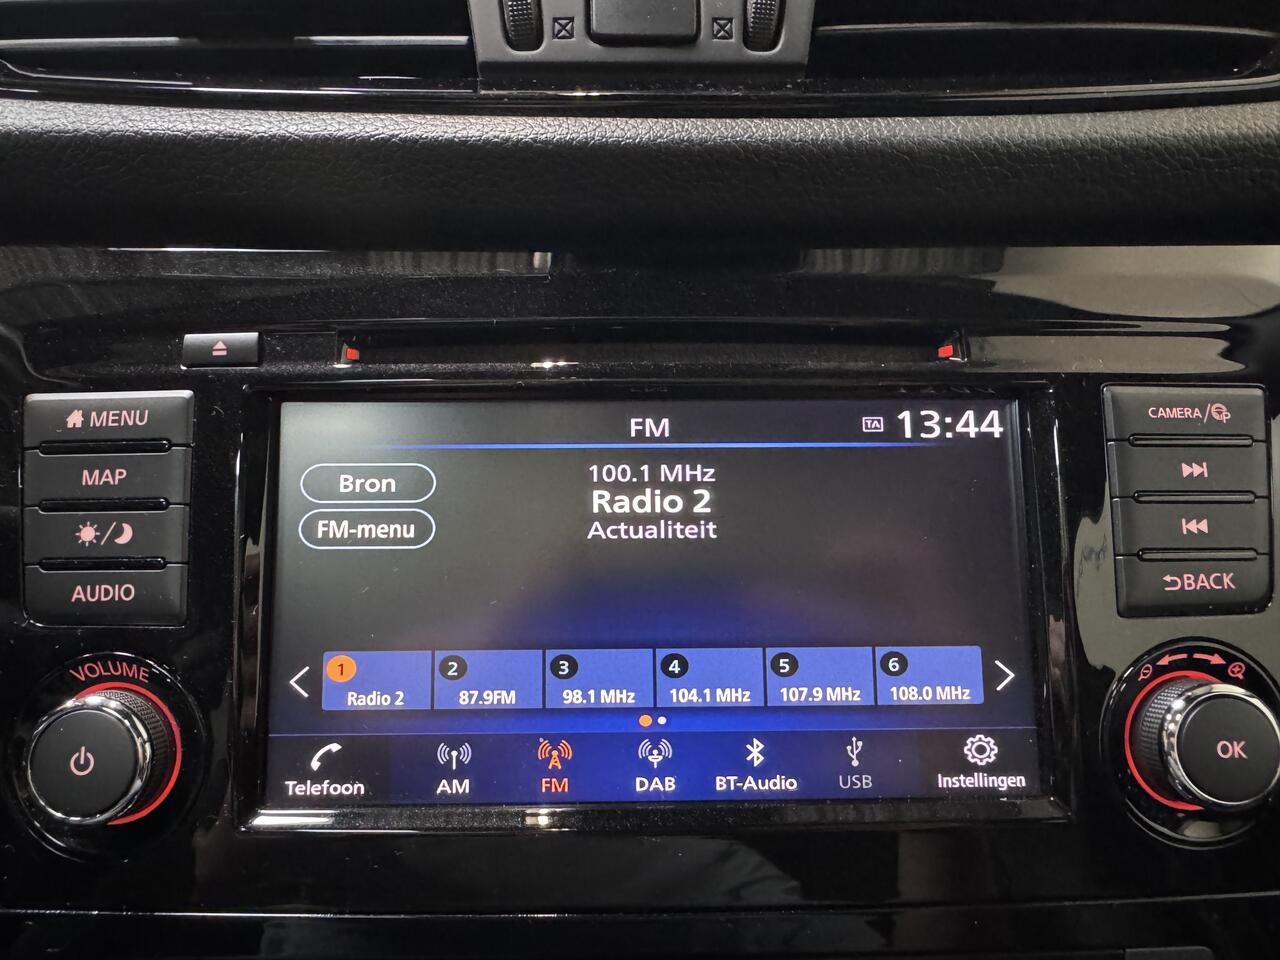 MENU
MAP
AUDIO
VOLUME
FM
TA
13:44
Bron
FM-menu
100.1 MHz
Radio 2
Actualiteit
1
Radio 2
2
87.9FM
3
98.1 MHz
4
104.1 MHz
5
107.9 MHz
6
108.0 MHz
Telefoon
AM
FM
DAB
BT-Audio
USB
Instellingen
CAMERA/
BACK
OK